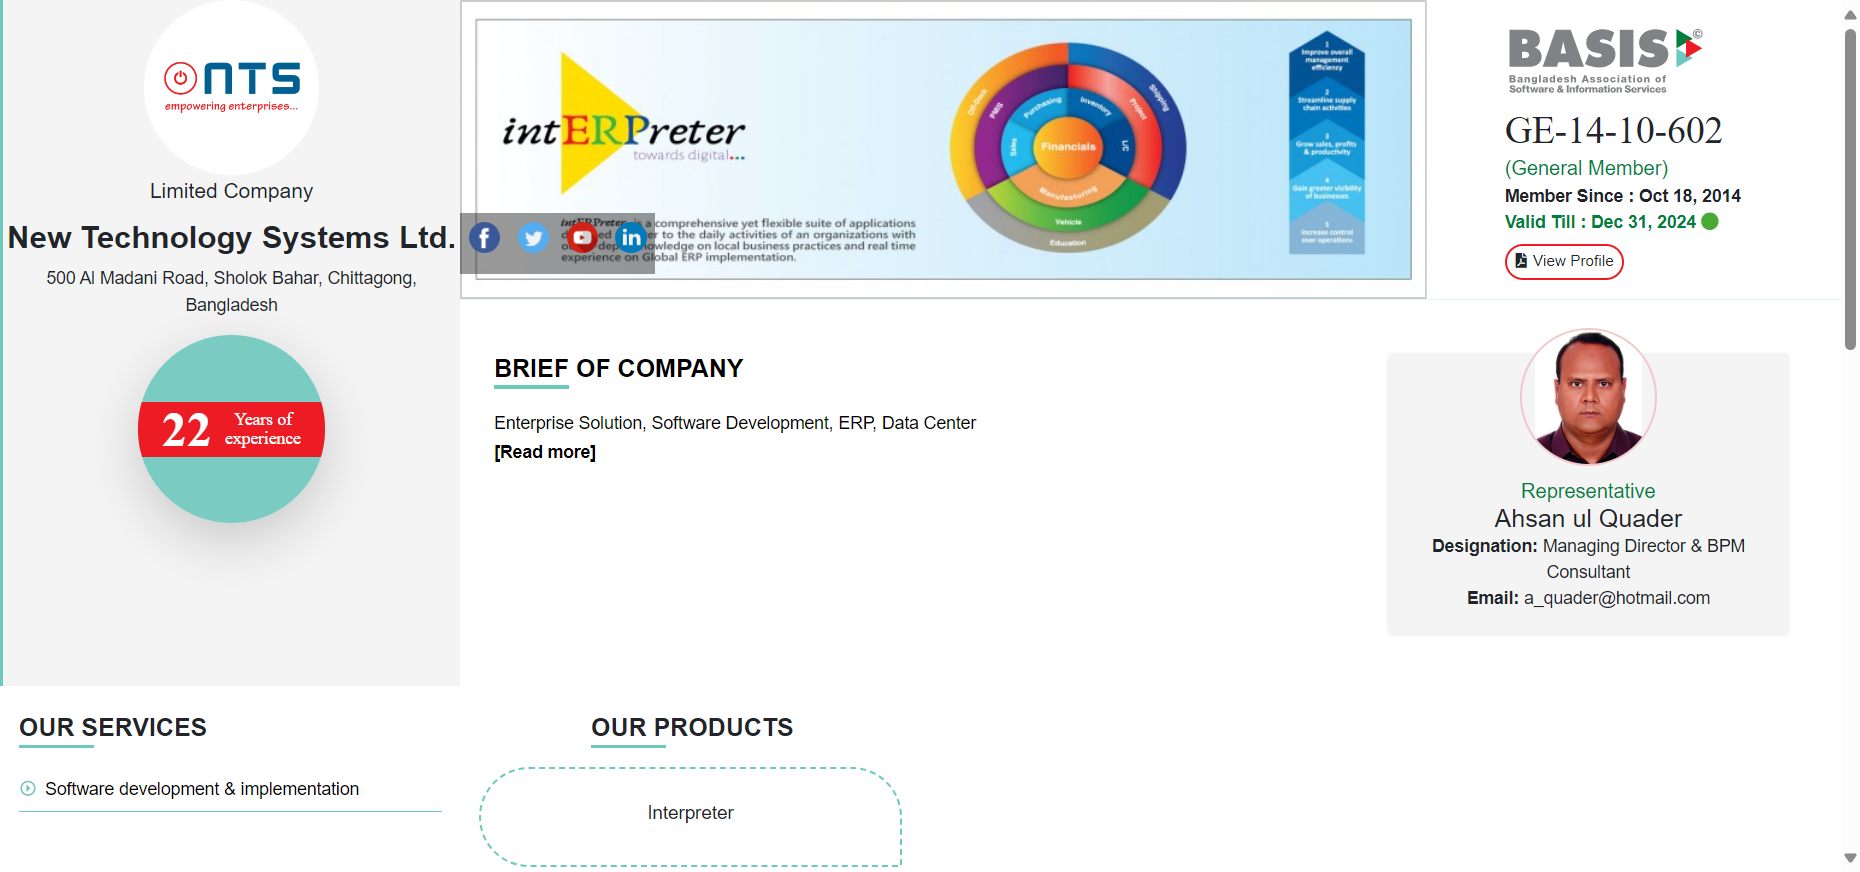 NTS
empowering enterprises...
Limited Company
New Technology Systems Ltd.
500 Al Madani Road, Sholok Bahar, Chittagong,
Bangladesh
22 Years of
experience
intERPreter
towards digital...
intERPreter is a comprehensive yet flexible suite of applications
er to the daily activities of an organizations with
owledge on local business practices and real time
experience on Global ERP implementation.
Off-Dock
Shipping
PMIS
Project
Purchasing
Inventory
Sales
L/C
Financials
Manufacturing
Vehicle
Education
1
Improve overall
management
efficiency
2
Streamline supply
chain activities
3
Grow sales, profits
& productivity
4
Gain greater visibility
of businesses
5
Increase control
over operations
BASIS ©
Bangladesh Association of
Software & Information Services
GE-14-10-602
(General Member)
Member Since : Oct 18, 2014
Valid Till : Dec 31, 2024
View Profile
BRIEF OF COMPANY
Enterprise Solution, Software Development, ERP, Data Center
[Read more]
Representative
Ahsan ul Quader
Designation: Managing Director & BPM
Consultant
Email: a_quader@hotmail.com
OUR SERVICES
Software development & implementation
OUR PRODUCTS
Interpreter